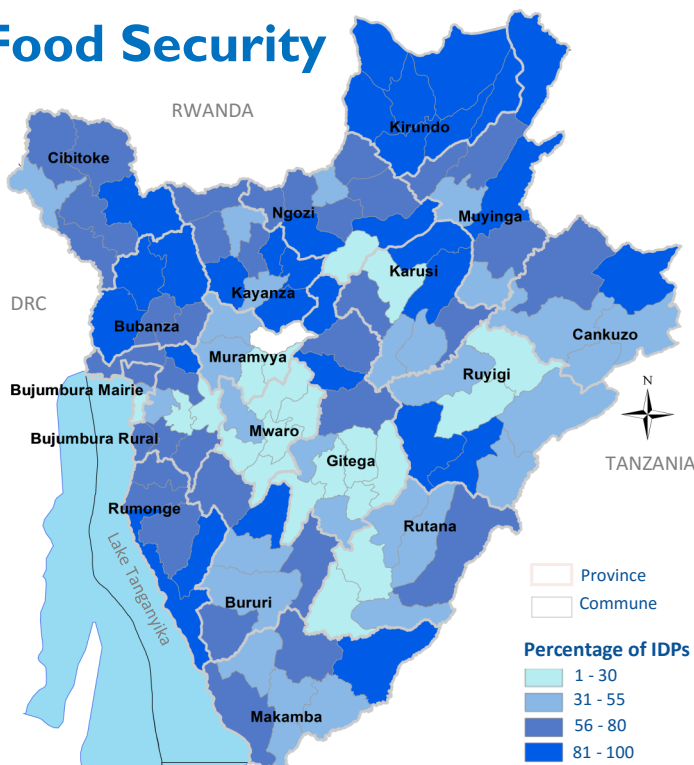 Food Security
RWANDA
Kirundo
Cibitoke
Ngozi
Muyinga
Karusi
Kayanza
DRC
Bubanza
Cankuzo
Muramvya
Ruyigi
N
Bujumbura Mairie
Mwaro
Bujumbura Rural
Gitega
TANZANIA
Rumonge
Rutana
Lake Tanganyika
Province
Bururi
Commune
Percentage of IDPs
1 - 30
31 - 55
Makamba
56 - 80
81 - 100